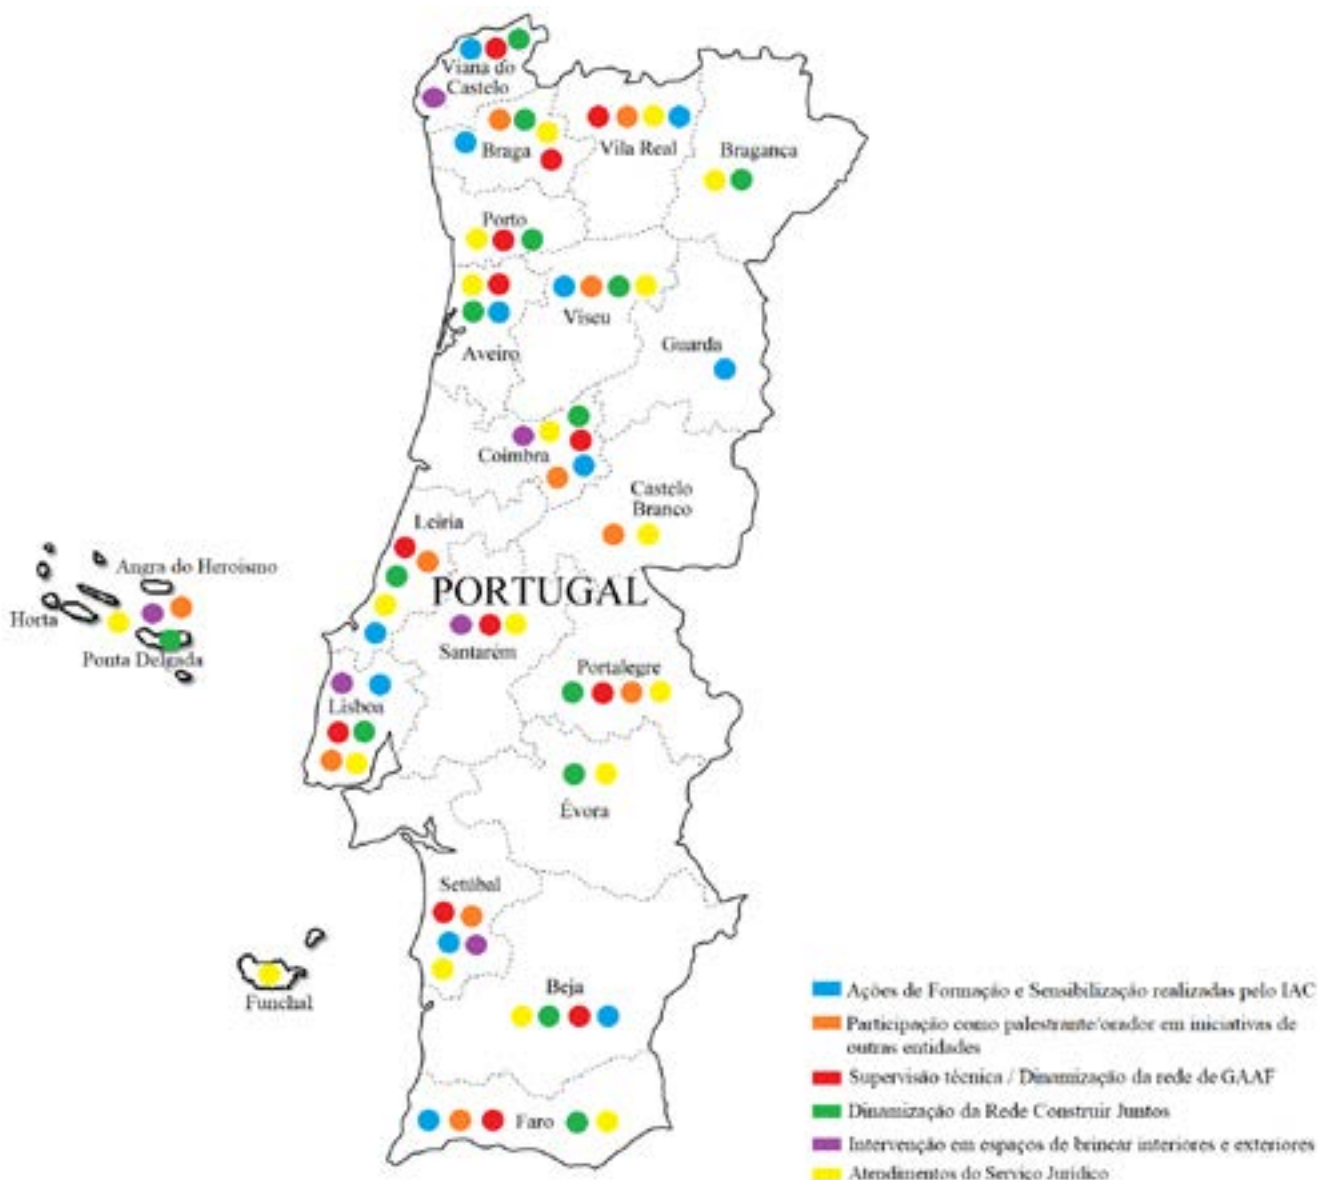 Viana do
Castelo
Braga
Vila Real
Bragança
Porto
Viseu
Aveiro
Guarda
Coimbra
Castelo
Branco
Leiria
PORTUGAL
Angra do Heroísmo
Horta
Ponta Delgada
Santarém
Portalegre
Lisboa
Évora
Setúbal
Funchal
Beja
Faro
Ações de Formação e Sensibilização realizadas pelo IAC
Participação como palestrante/orador em iniciativas de
outras entidades
Supervisão técnica / Dinamização da rede de GAAF
Dinamização da Rede Construir Juntos
Intervenção em espaços de brincar interiores e exteriores
Atendimentos do Serviço Jurídico